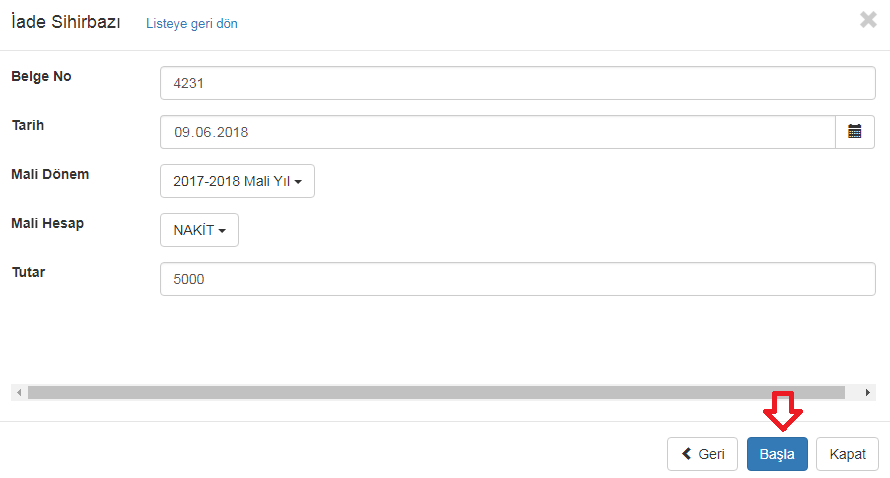 İade Sihirbazı Listeye geri dön
Belge No 4231
Tarih 09.06.2018
Mali Dönem 2017-2018 Mali Yıl
Mali Hesap NAKİT
Tutar 5000
Geri Başla Kapat